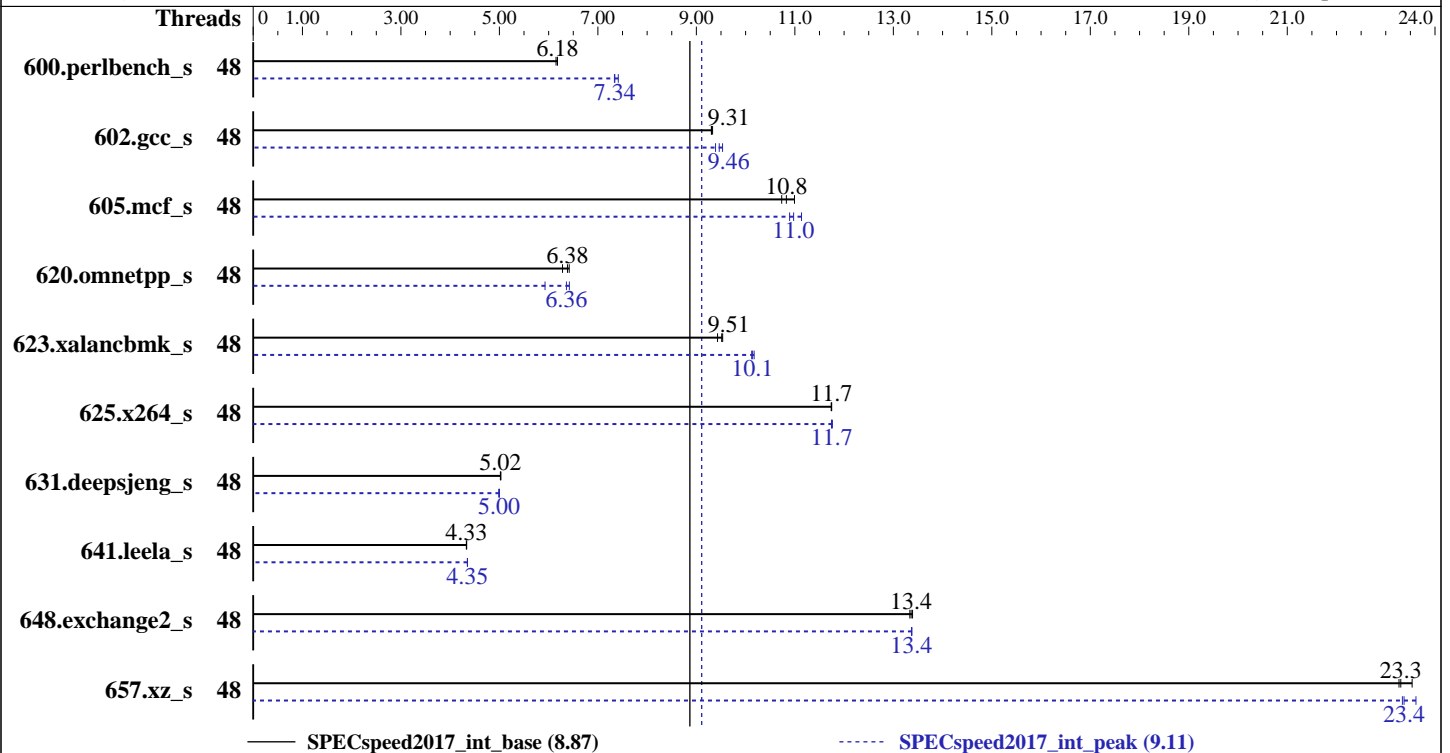 Threads 0 1.00 3.00 5.00 7.00 9.00 11.0 13.0 15.0 17.0 19.0 21.0 24.0
6.18
600.perlbench_s 48
7.34
9.31
602.gcc_s 48
9.46
10.8
605.mcf_s 48
11.0
6.38
620.omnetpp_s 48
6.36
9.51
623.xalancbmk_s 48
10.1
11.7
625.x264_s 48
11.7
5.02
631.deepsjeng_s 48
5.00
4.33
641.leela_s 48
4.35
13.4
648.exchange2_s 48
13.4
23.3
657.xz_s 48
23.4
SPECspeed2017_int_base (8.87) SPECspeed2017_int_peak (9.11)